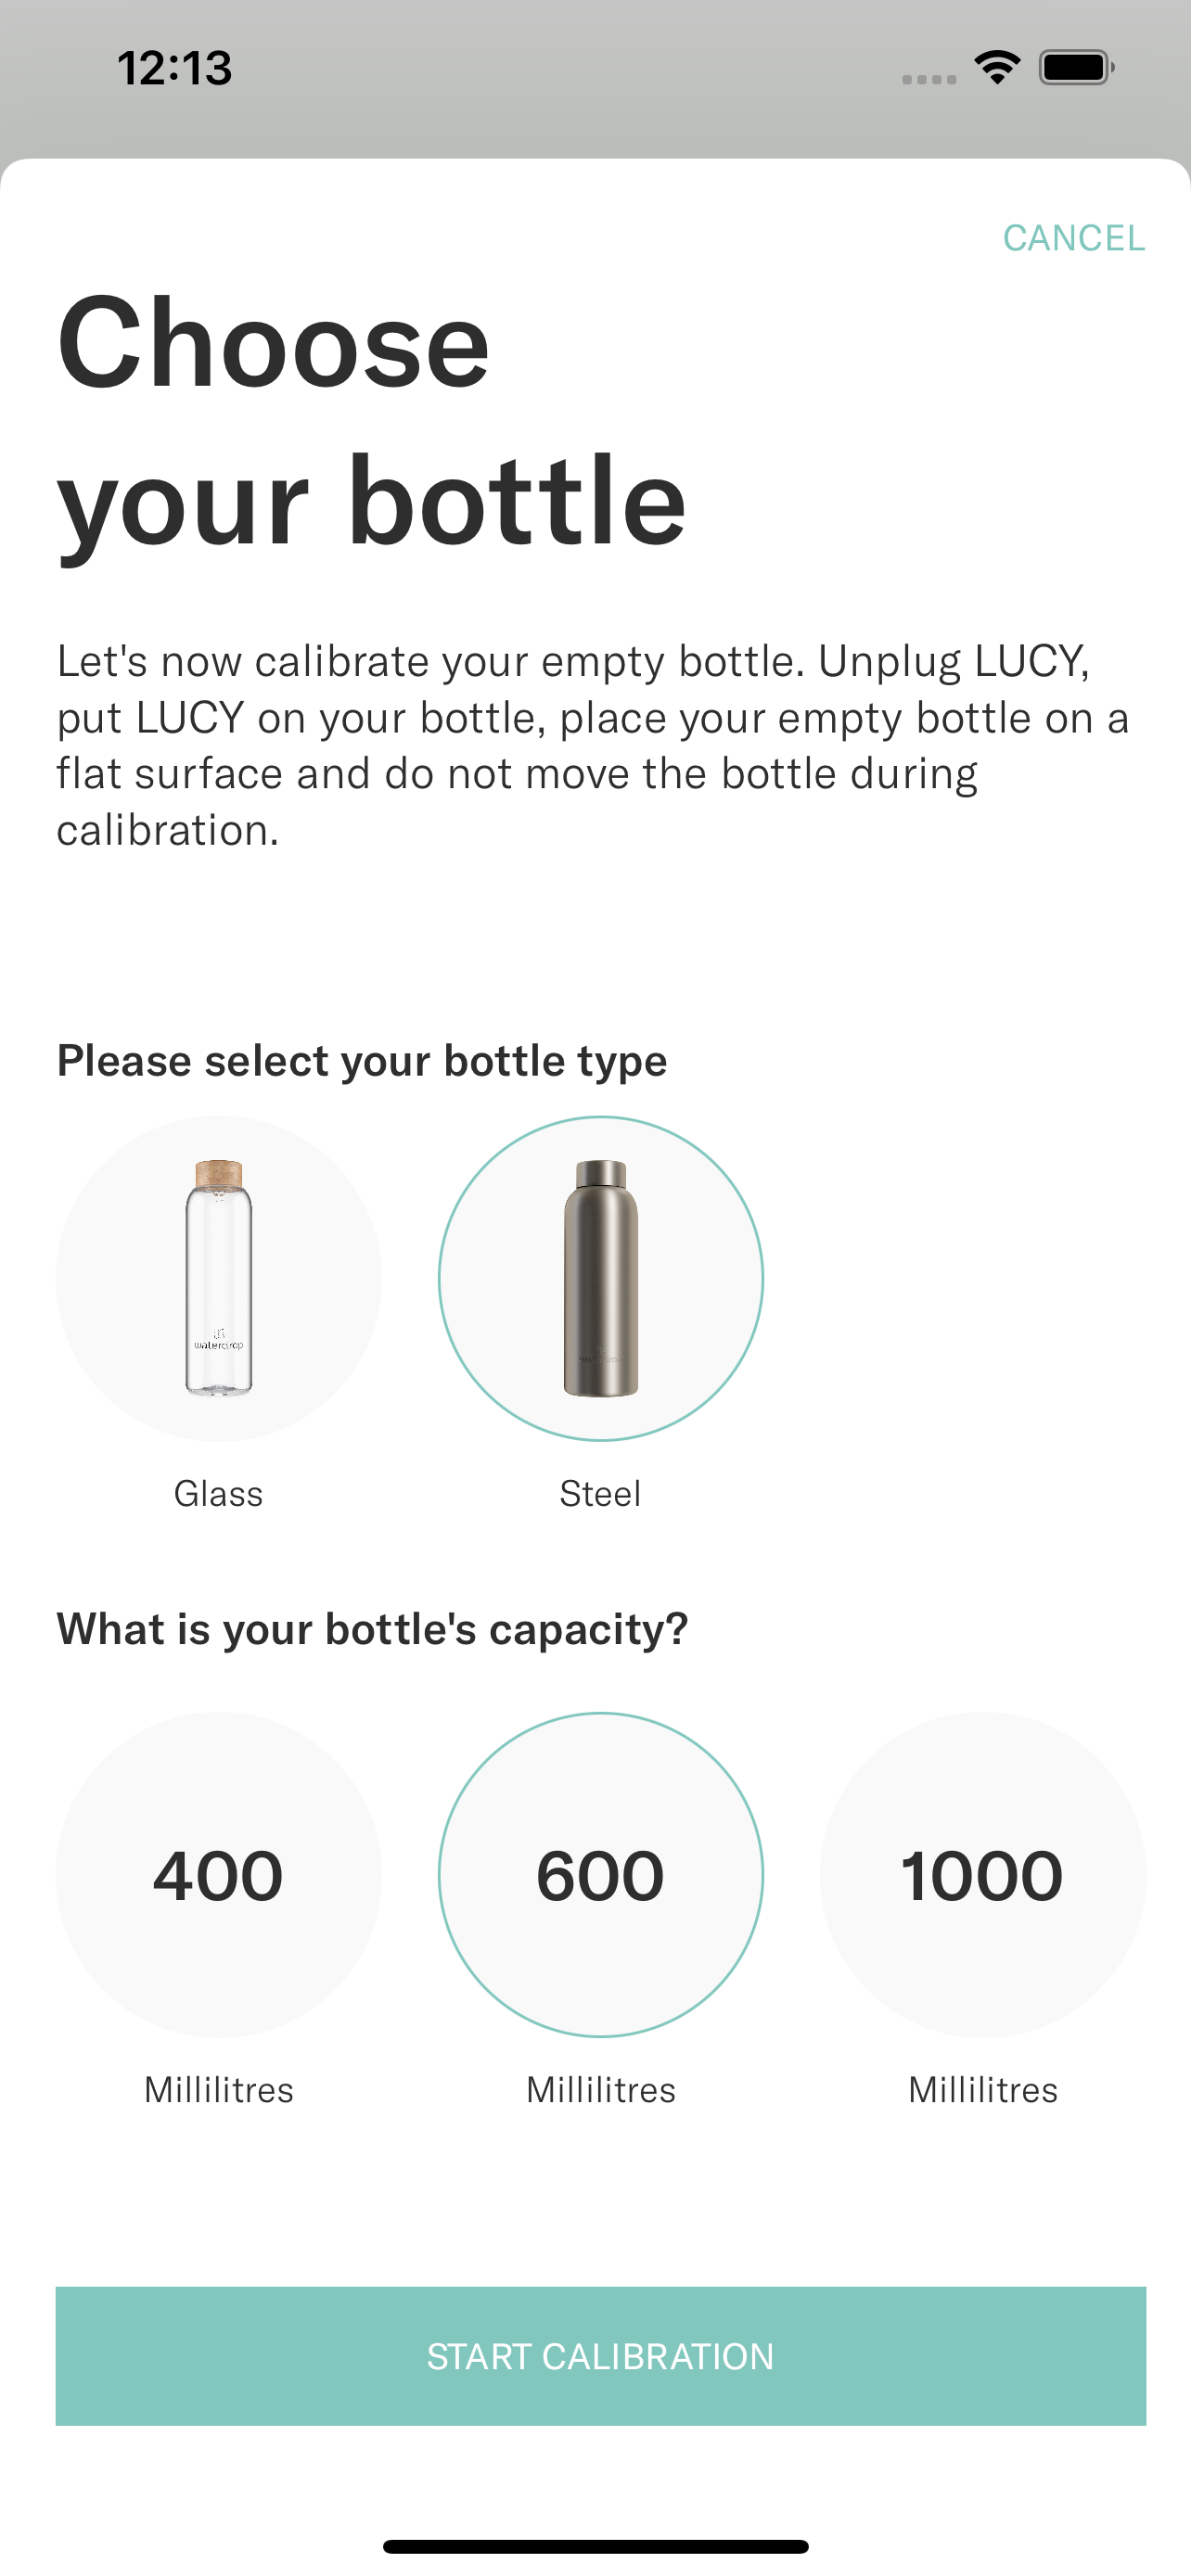 12:13
CANCEL
Choose
your bottle
Let's now calibrate your empty bottle. Unplug LUCY,
put LUCY on your bottle, place your empty bottle on a
flat surface and do not move the bottle during
calibration.
Please select your bottle type
waterdrop
Glass
Steel
What is your bottle's capacity?
400
600
1000
Millilitres
Millilitres
Millilitres
START CALIBRATION